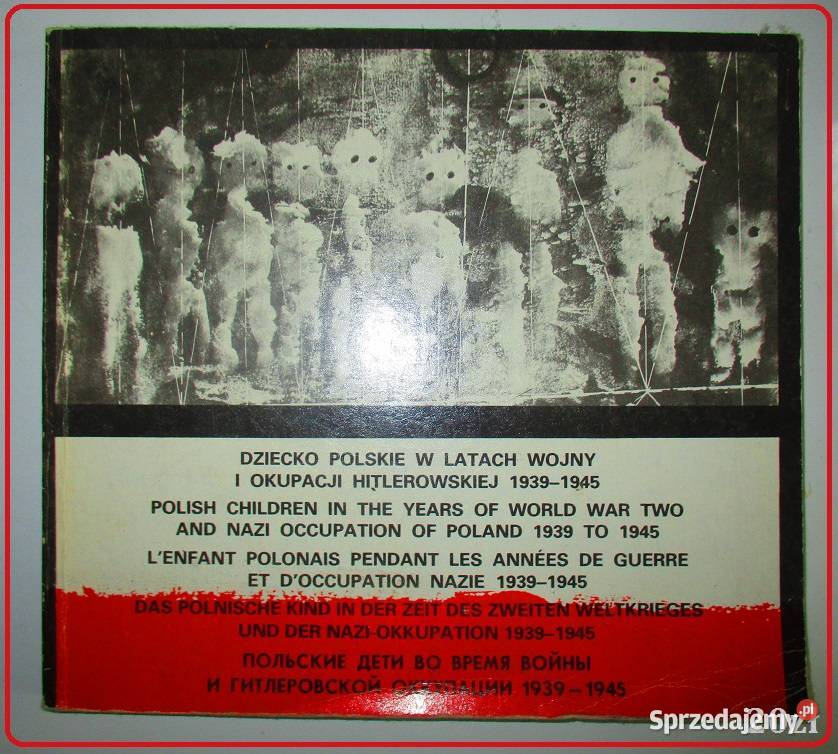 DZIECKO POLSKIE W LATACH WOJNY
I OKUPACJI HITLEROWSKIEJ 1939–1945
POLISH CHILDREN IN THE YEARS OF WORLD WAR TWO
AND NAZI OCCUPATION OF POLAND 1939 TO 1945
L'ENFANT POLONAIS PENDANT LES ANNÉES DE GUERRE
ET D'OCCUPATION NAZIE 1939–1945
DAS POLNISCHE KIND IN DER ZEIT DES ZWEITEN WELTKRIEGES
UND DER NAZI-OKKUPATION 1939–1945
ПОЛЬСКИЕ ДЕТИ ВО ВРЕМЯ ВОЙНЫ
И ГИТЛЕРОВСКОЙ ОККУПАЦИИ 1939–1945
Sprzedajemy.pl